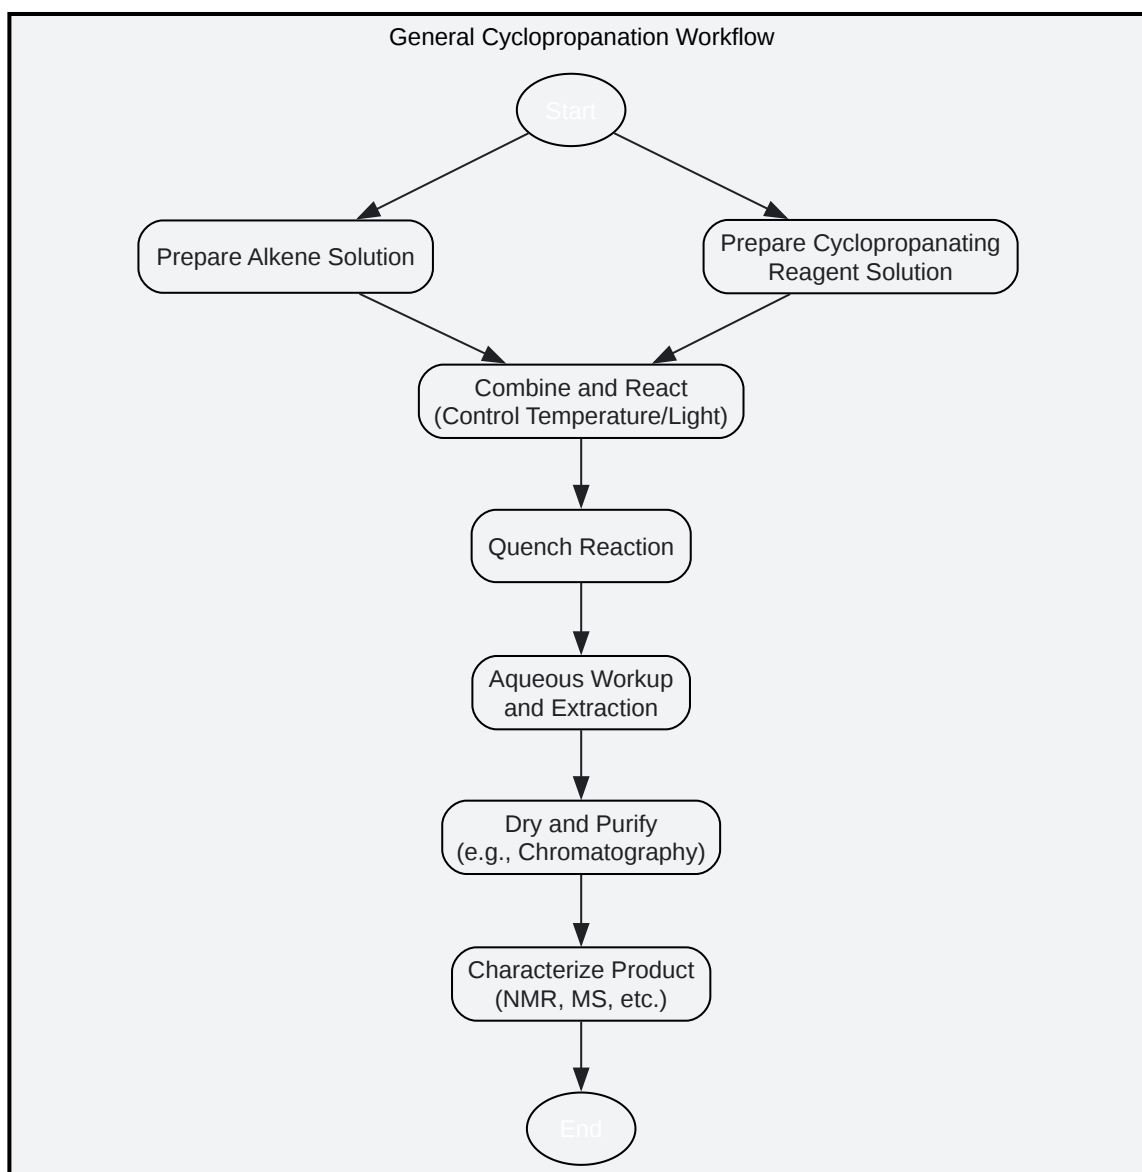 General Cyclopropanation Workflow
Start
Prepare Alkene Solution
Prepare Cyclopropanating
Reagent Solution
Combine and React
(Control Temperature/Light)
Quench Reaction
Aqueous Workup
and Extraction
Dry and Purify
(e.g., Chromatography)
Characterize Product
(NMR, MS, etc.)
End